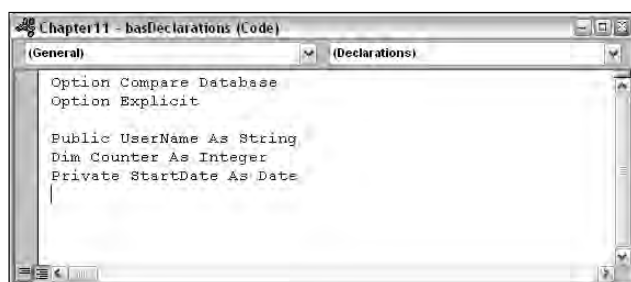 Chapter11 - basDeclarations (Code)
(General) (Declarations)
Option Compare Database
Option Explicit
Public UserName As String
Dim Counter As Integer
Private StartDate As Date